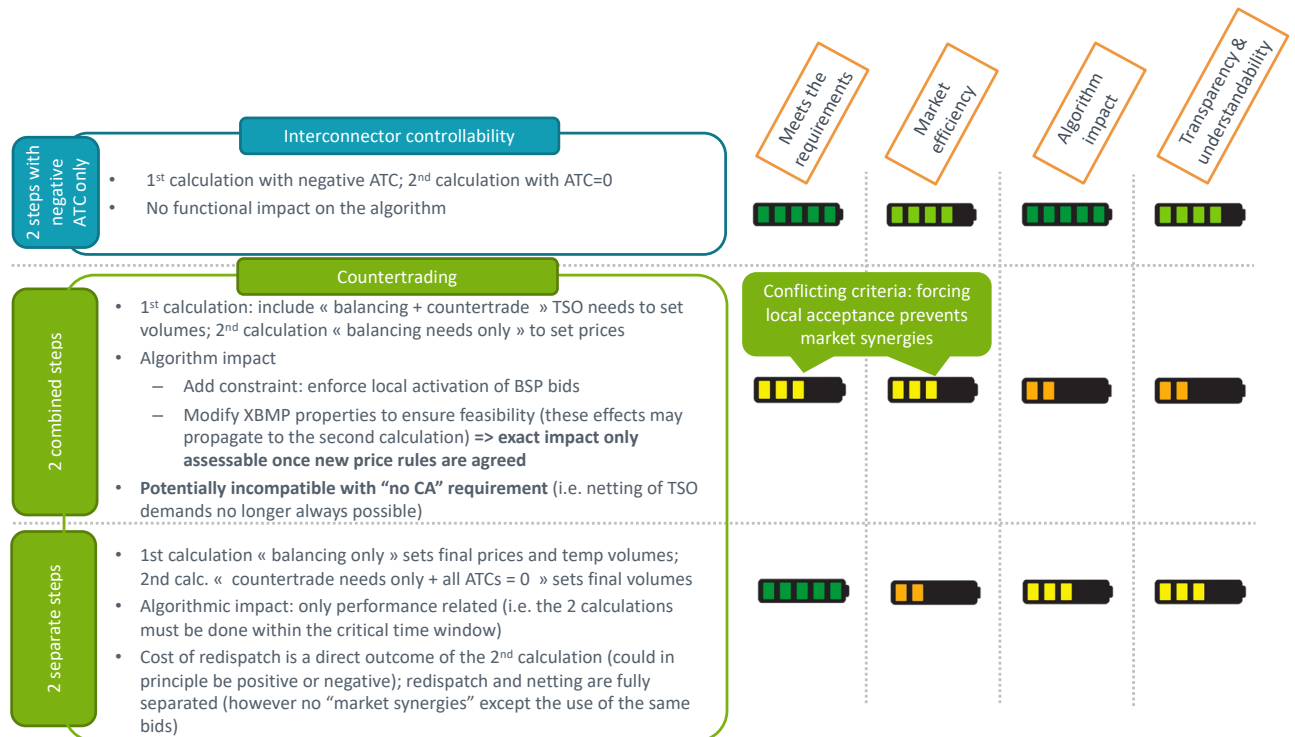 Meets the
requirements
Market
efficiency
Algorithm
impact
Transparency &
understandability
2 steps with
negative
ATC only
Interconnector controllability
• 1st calculation with negative ATC; 2nd calculation with ATC=0
• No functional impact on the algorithm
Countertrading
2 combined steps
• 1st calculation: include « balancing + countertrade » TSO needs to set
volumes; 2nd calculation « balancing needs only » to set prices
• Algorithm impact
– Add constraint: enforce local activation of BSP bids
– Modify XBMP properties to ensure feasibility (these effects may
propagate to the second calculation) => exact impact only
assessable once new price rules are agreed
• Potentially incompatible with “no CA” requirement (i.e. netting of TSO
demands no longer always possible)
Conflicting criteria: forcing
local acceptance prevents
market synergies
2 separate steps
• 1st calculation « balancing only » sets final prices and temp volumes;
2nd calc. « countertrade needs only + all ATCs = 0 » sets final volumes
• Algorithmic impact: only performance related (i.e. the 2 calculations
must be done within the critical time window)
• Cost of redispatch is a direct outcome of the 2nd calculation (could in
principle be positive or negative); redispatch and netting are fully
separated (however no “market synergies” except the use of the same
bids)